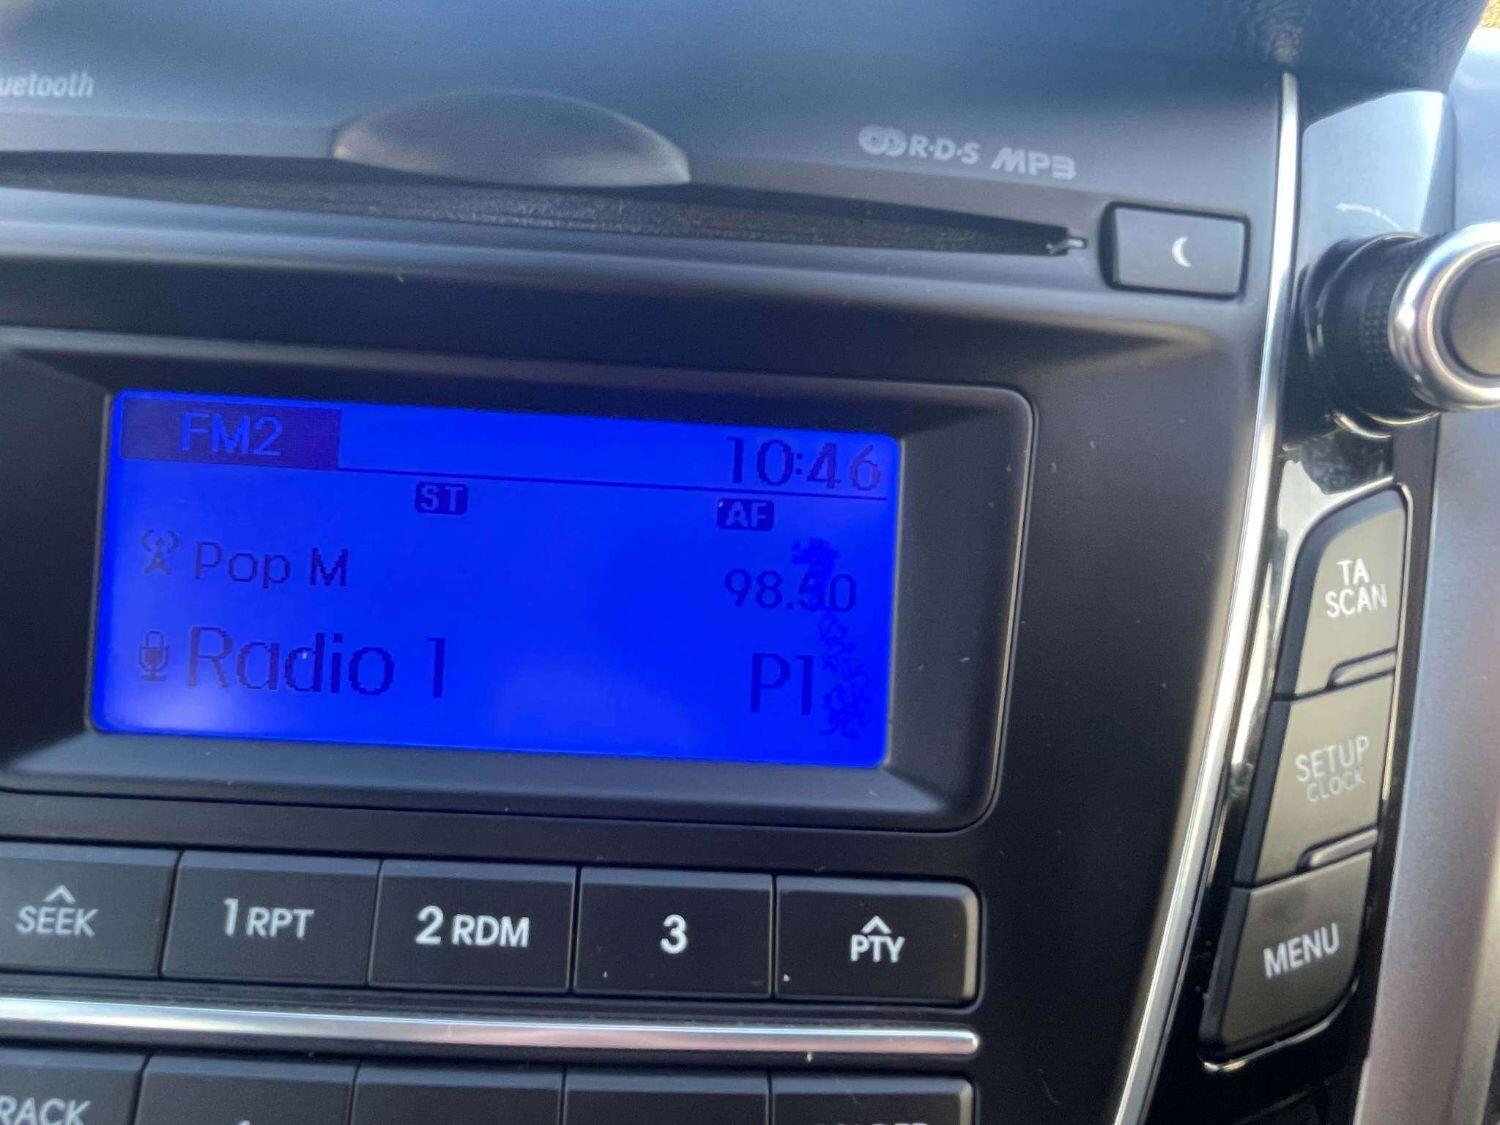 uetooth
R·D·S MP3
FM2 10:46
ST AF
Pop M 98.50
Radio 1 P1
TA
SCAN
SETUP
CLOCK
MENU
SEEK 1 RPT 2 RDM 3 PTY
RACK